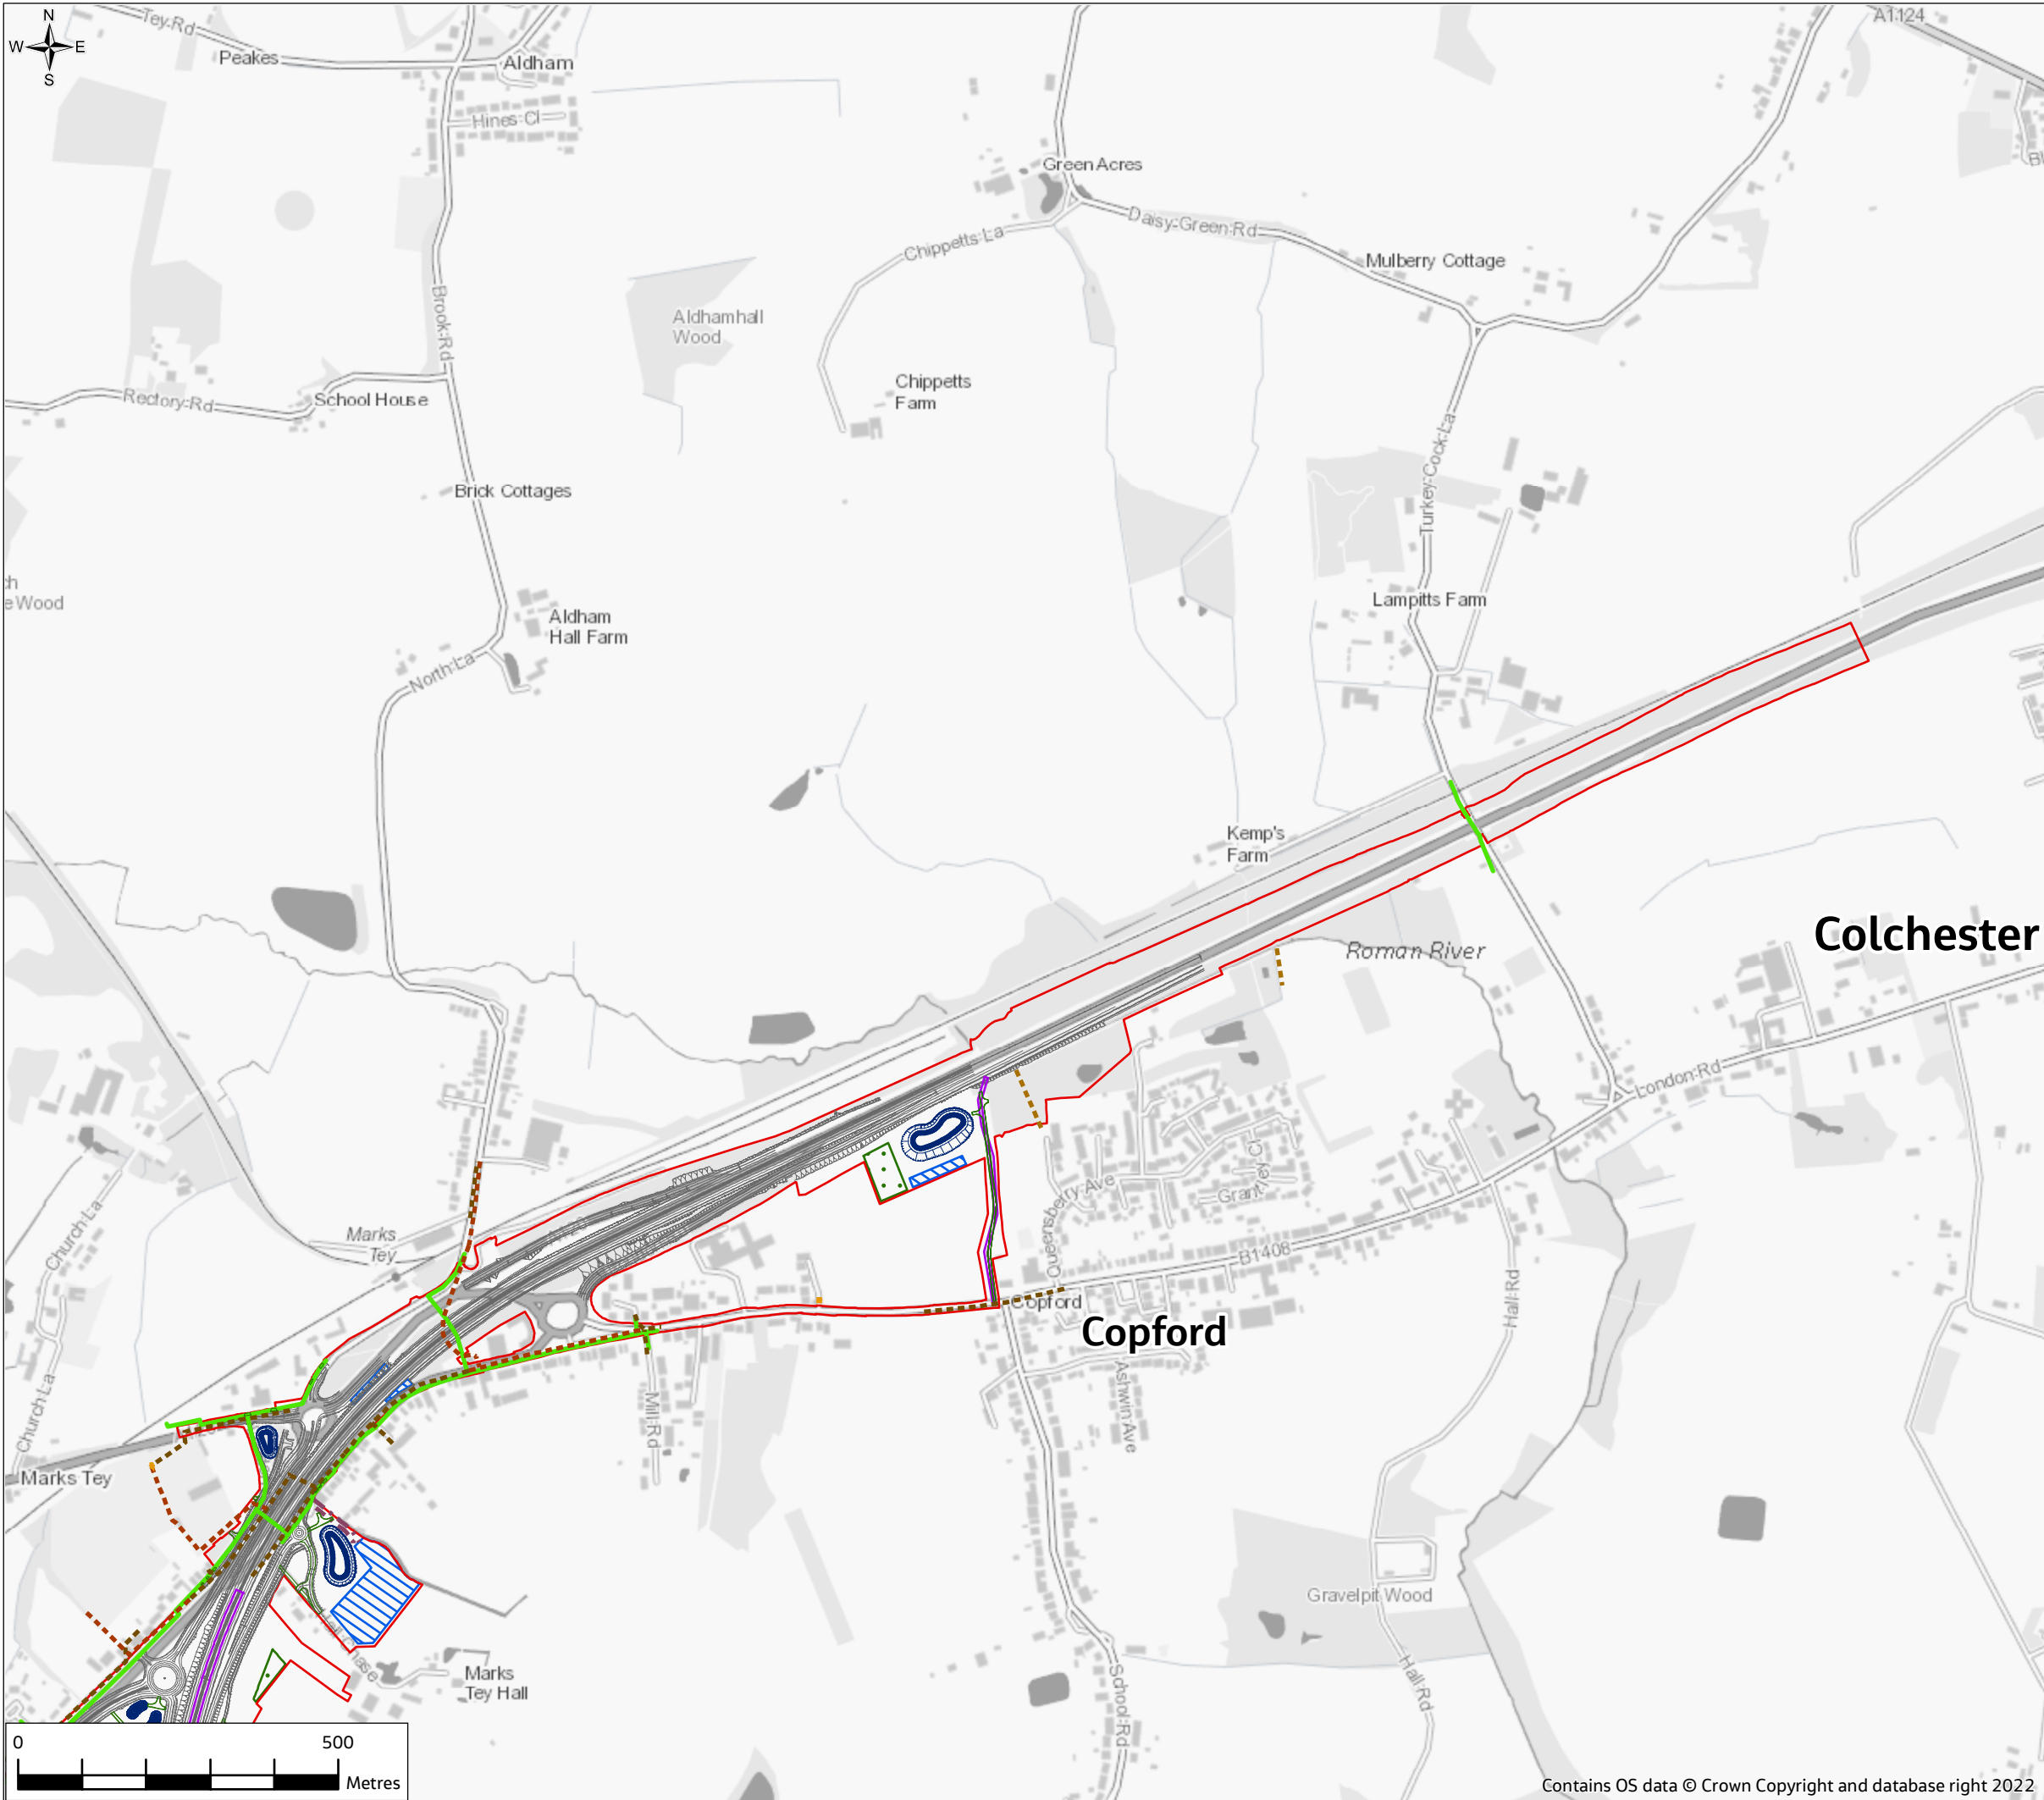 N
W E
S
Tey Rd
Peakes
Aldham
Hines Cl
A1124
Green Acres
Daisy Green Rd
Chippetts La
Mulberry Cottage
Brook Rd
Aldhamhall
Wood
Chippetts
Farm
Rectory Rd
School House
Turkey Cock La
Brick Cottages
e Wood
Lampitts Farm
Aldham
Hall Farm
North La
Kemp's
Farm
Roman River
Colchester
London Rd
Church La
Marks
Tey
Queensberry Ave
Grantley Cl
B1408
Hall Rd
Copford
Copford
Church La
Mill Rd
Ashwin Ave
Marks Tey
Gravelpit Wood
Hall Chase
Marks
Tey Hall
School Rd
Hall Rd
0 500
Metres
Contains OS data © Crown Copyright and database right 2022